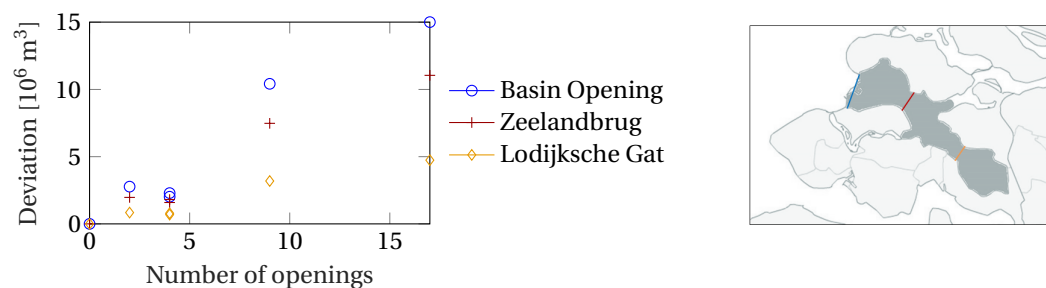 15
10
5
0
Deviation [10⁶ m³]
0
5
10
15
Number of openings
Basin Opening
Zeelandbrug
Lodijksche Gat